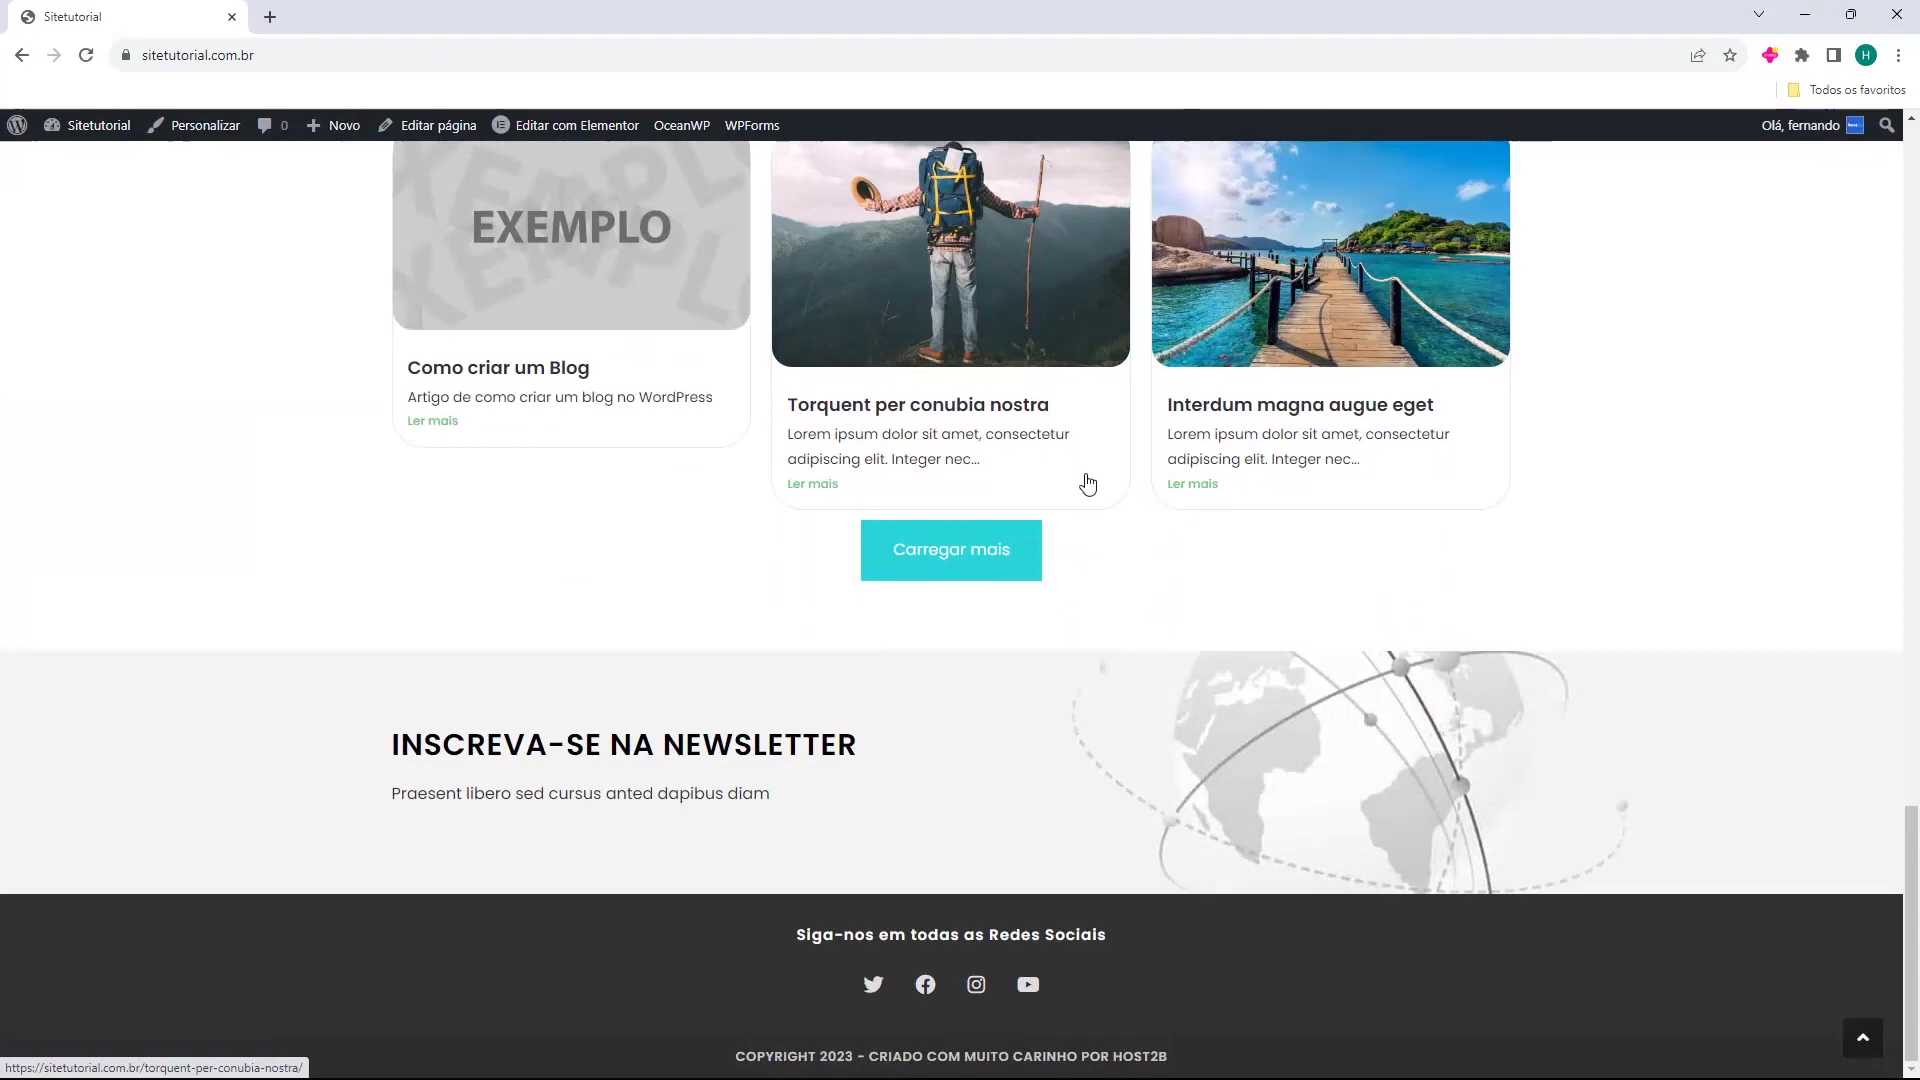 Sitetutorial
sitetutorial.com.br
H
Todos os favoritos
Sitetutorial
Personalizar
0
Novo
Editar página
Editar com Elementor
OceanWP
WPForms
Olá, fernando
EXEMPLO
Como criar um Blog
Artigo de como criar um blog no WordPress
Ler mais
Torquent per conubia nostra
Lorem ipsum dolor sit amet, consectetur
adipiscing elit. Integer nec...
Ler mais
Interdum magna augue eget
Lorem ipsum dolor sit amet, consectetur
adipiscing elit. Integer nec...
Ler mais
Carregar mais
INSCREVA-SE NA NEWSLETTER
Praesent libero sed cursus anted dapibus diam
Siga-nos em todas as Redes Sociais
COPYRIGHT 2023 - CRIADO COM MUITO CARINHO POR HOST2B
https://sitetutorial.com.br/torquent-per-conubia-nostra/